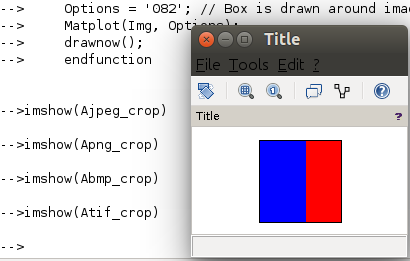 -->     Options = '082'; // Box is drawn around ima
-->     Matplot(Img, Options);
-->     drawnow();
-->     endfunction
-->imshow(Ajpeg_crop)
-->imshow(Apng_crop)
-->imshow(Abmp_crop)
-->imshow(Atif_crop)
-->
Title
File Tools Edit ?
Title ?